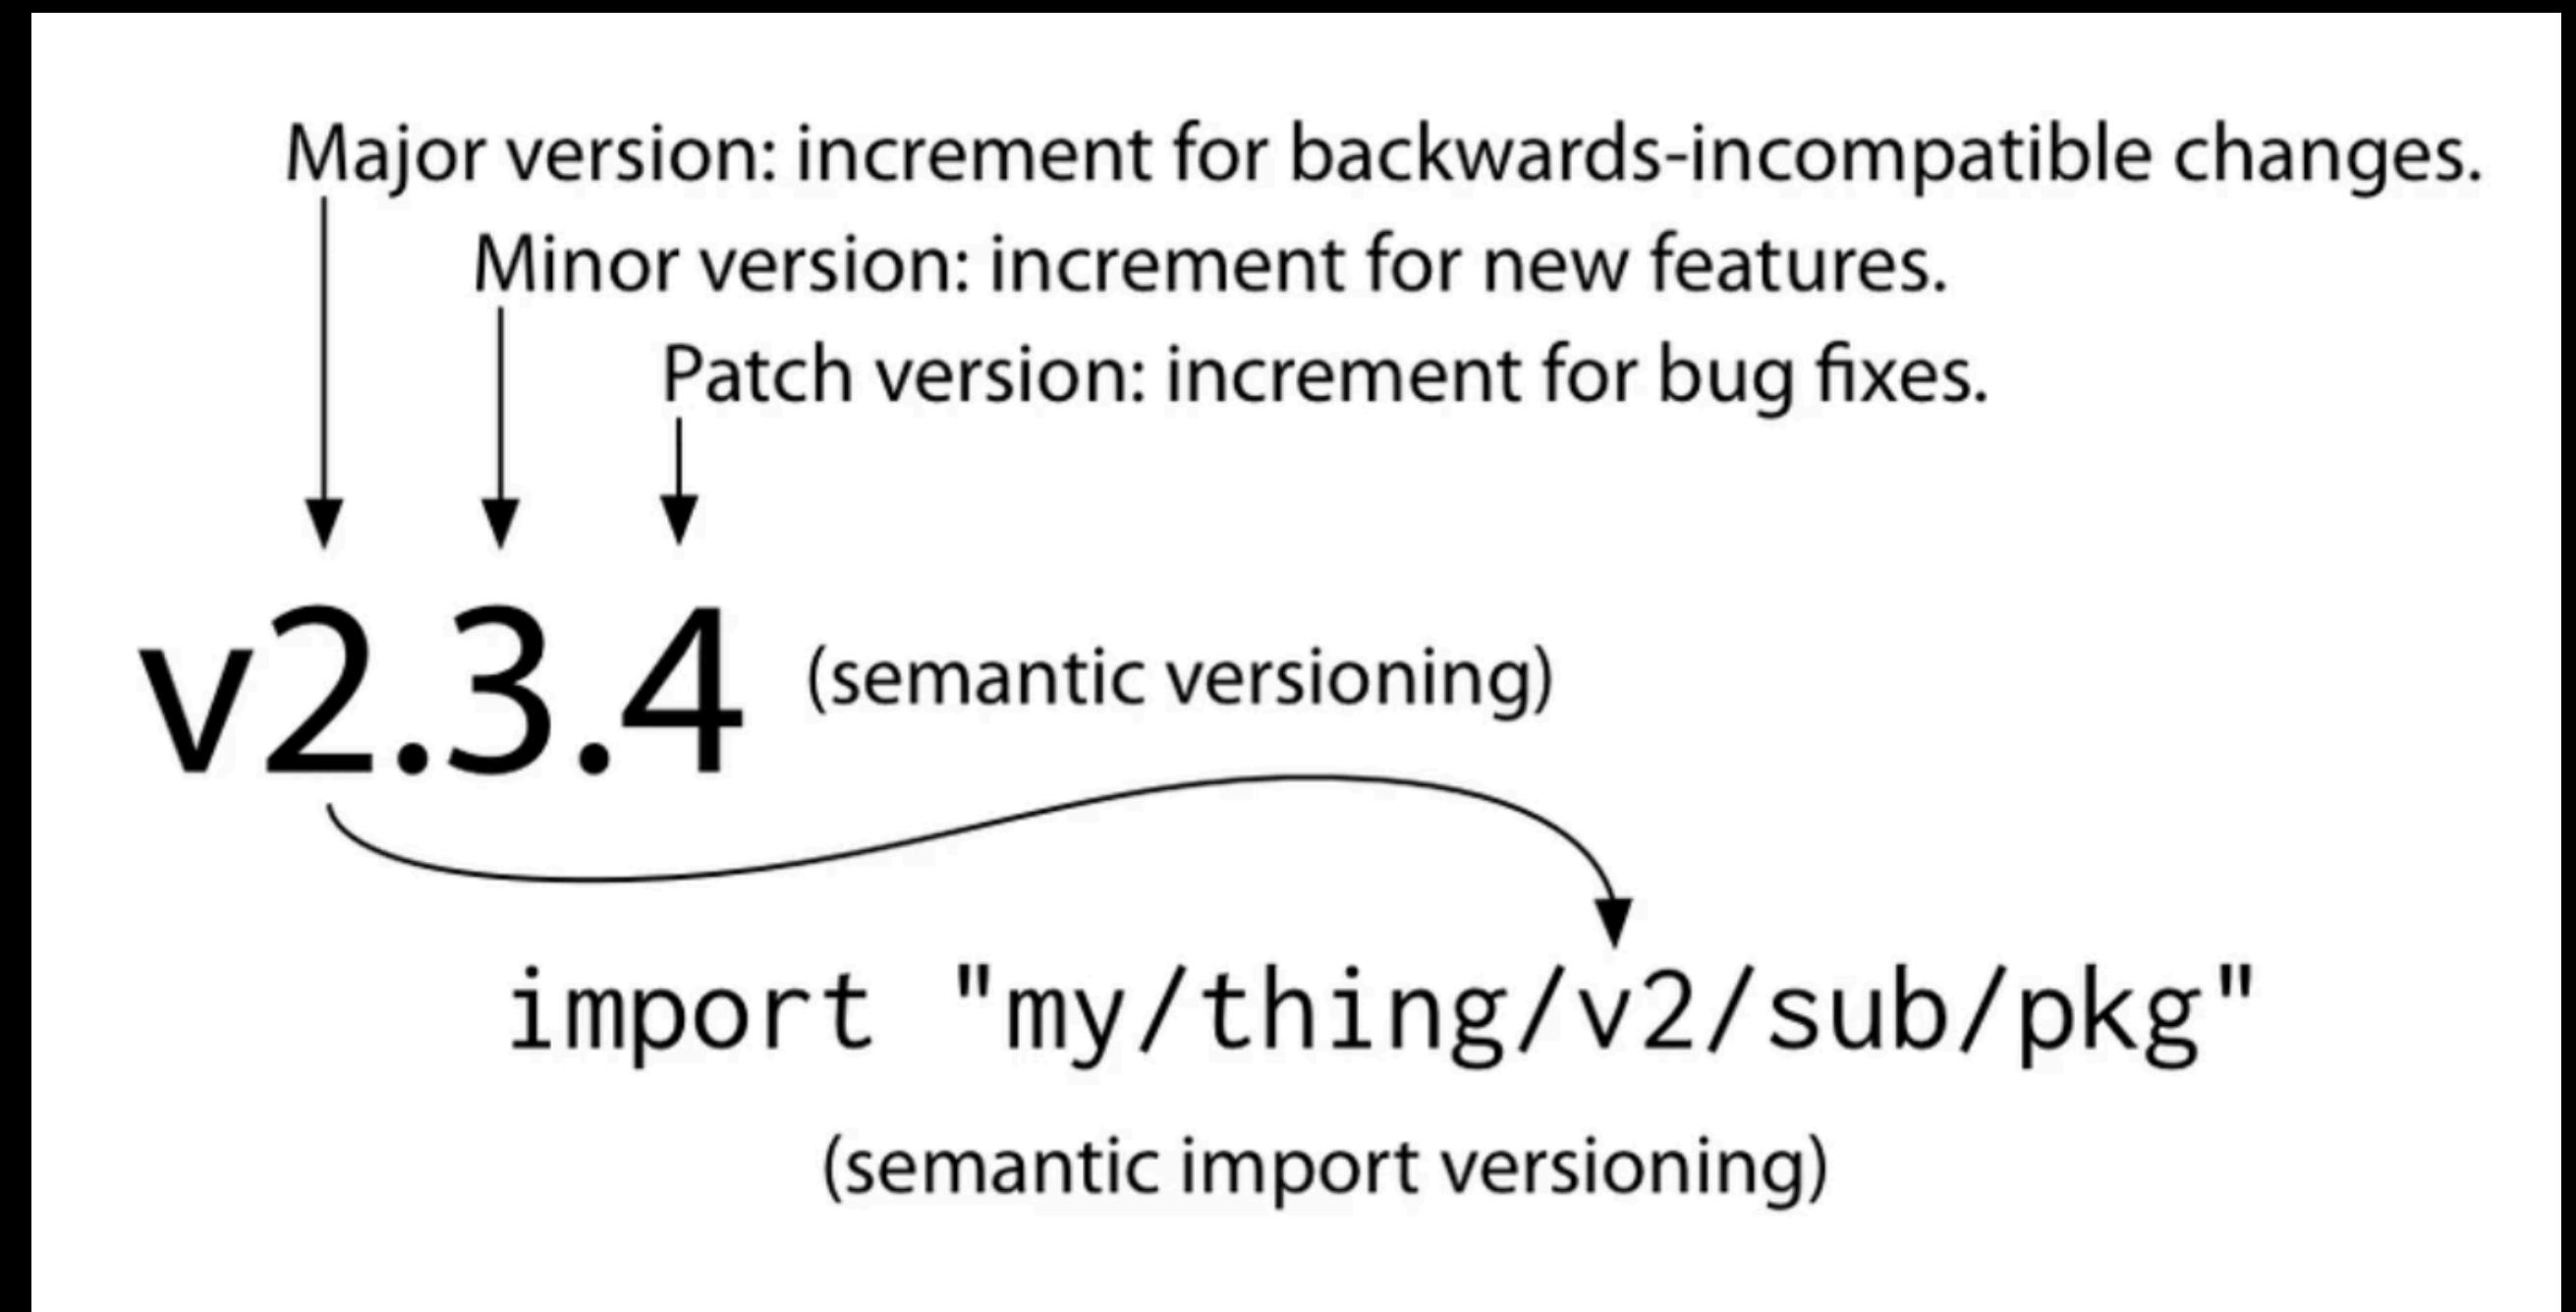 Major version: increment for backwards-incompatible changes.
Minor version: increment for new features.
Patch version: increment for bug fixes.
v2.3.4 (semantic versioning)
import "my/thing/v2/sub/pkg"
(semantic import versioning)